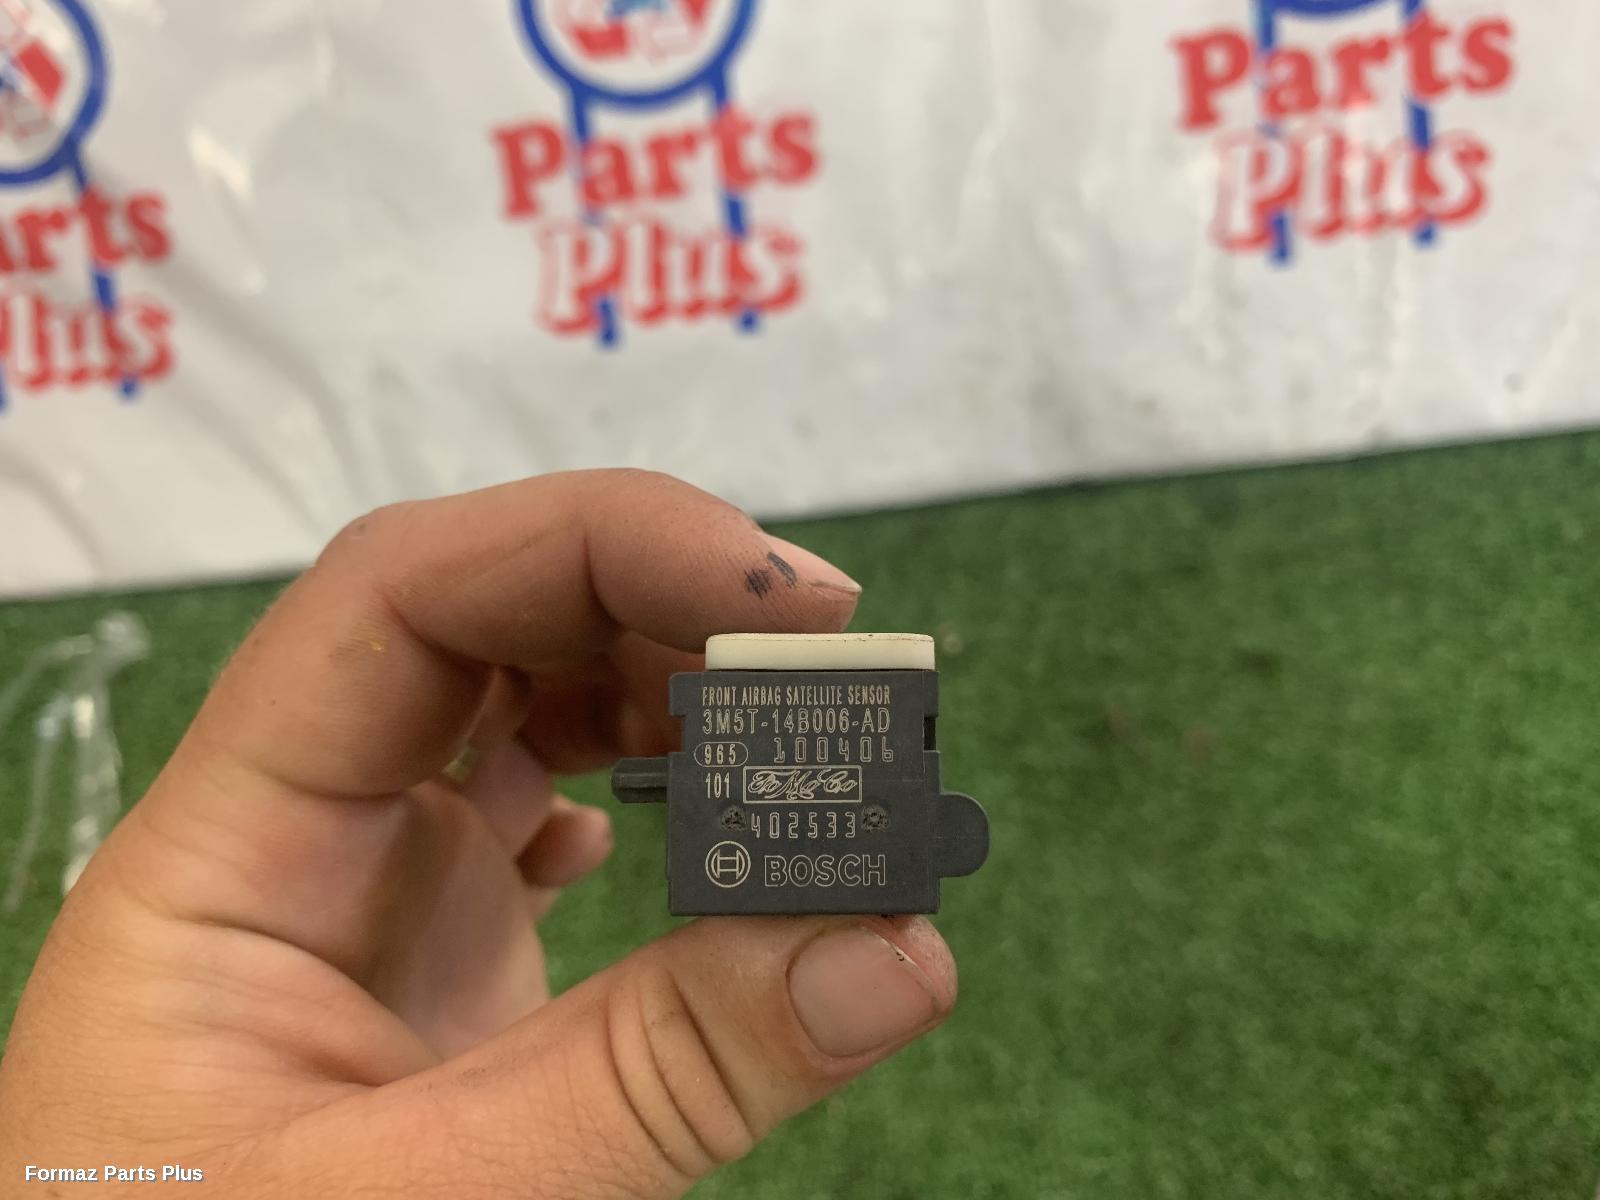 Parts
Plus
Parts
Plus
arts
Plus
FRONT AIRBAG SATELLITE SENSOR
3M5T-14B006-AD
965 100406
101 FoMoCo
402533
BOSCH
Formaz Parts Plus